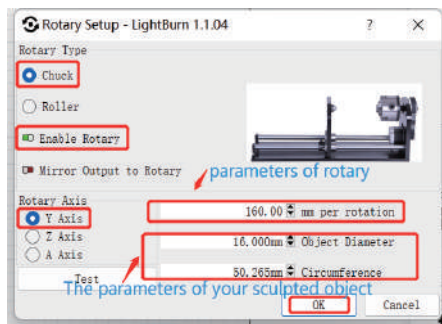 Rotary Setup - LightBurn 1.1.04 ? ×
Rotary Type
Chuck
Roller
Enable Rotary
Mirror Output to Rotary
parameters of rotary
Rotary Axis
Y Axis
160.00 mm per rotation
Z Axis
16.000mm Object Diameter
A Axis
Test
50.265mm Circumference
The parameters of your sculpted object
OK
Cancel